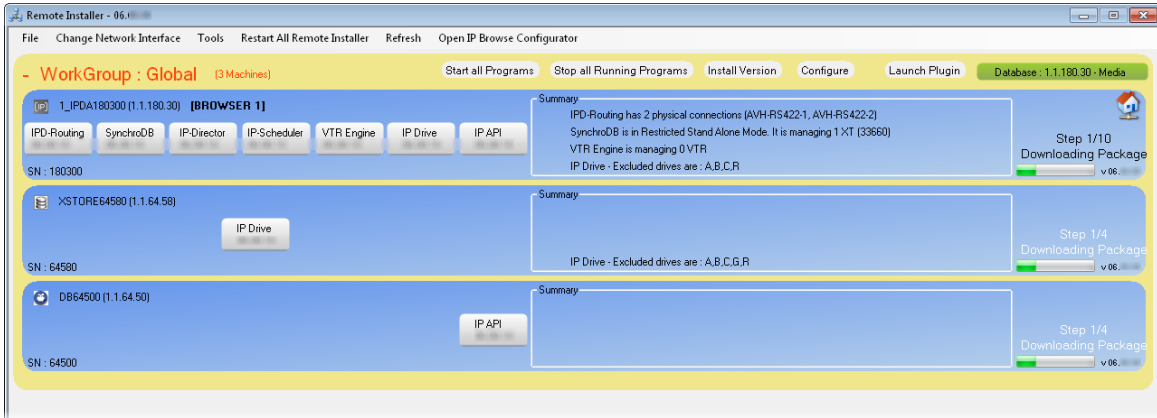 Remote Installer - 06.
File Change Network Interface Tools Restart All Remote Installer Refresh Open IP Browse Configurator
- WorkGroup : Global (3 Machines) Start all Programs Stop all Running Programs Install Version Configure Launch Plugin Database : 1.1.180.30 - Media
IP 1_IPDA180300 (1.1.180.30) [BROWSER 1]
IPD-Routing SynchroDB IP-Director IP-Scheduler VTR Engine IP Drive IP API
SN : 180300
Summary
IPD-Routing has 2 physical connections (AVH-RS422-1, AVH-RS422-2)
SynchroDB is in Restricted Stand Alone Mode. It is managing 1 XT (33660)
VTR Engine is managing 0 VTR
IP Drive - Excluded drives are : A,B,C,R
Step 1/10
Downloading Package
v 06.
XSTORE64580 (1.1.64.58)
IP Drive
SN : 64580
Summary
IP Drive - Excluded drives are : A,B,C,G,R
Step 1/4
Downloading Package
v 06.
DB64500 (1.1.64.50)
IP API
SN : 64500
Summary
Step 1/4
Downloading Package
v 06.